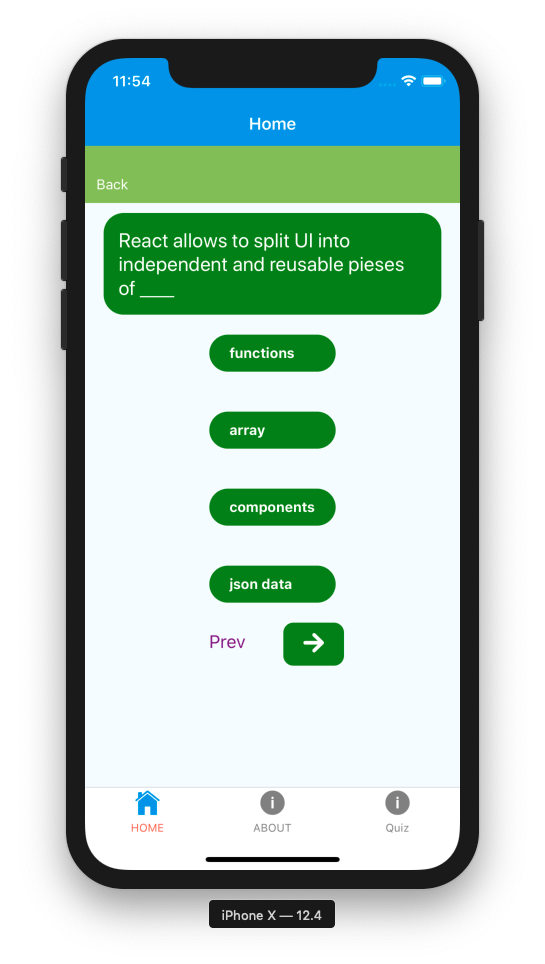 11:54
Home
Back
React allows to split UI into
independent and reusable pieses
of ____
functions
array
components
json data
Prev
HOME
ABOUT
Quiz
iPhone X — 12.4